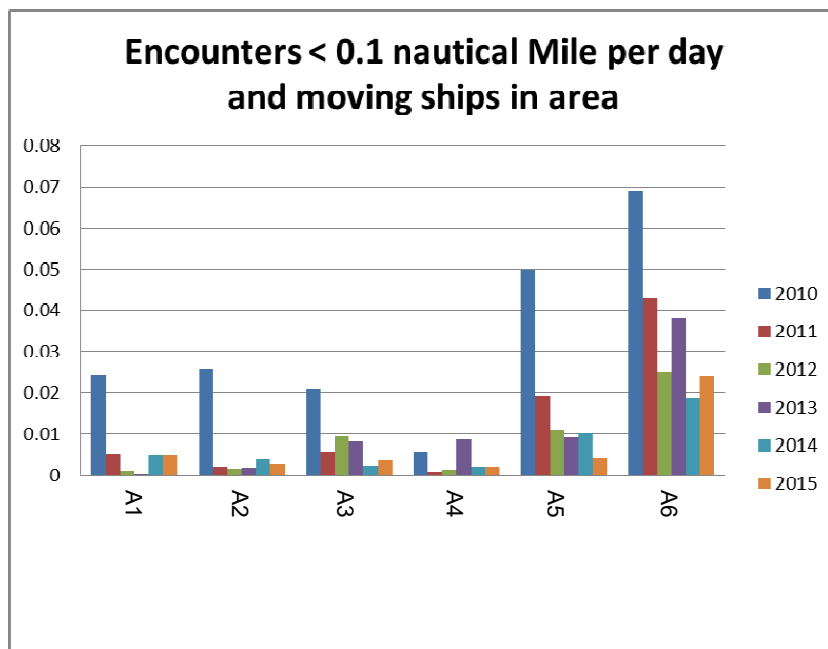 Encounters < 0.1 nautical Mile per day
and moving ships in area
0.08
0.07
0.06
0.05
0.04
0.03
0.02
0.01
0
A1
A2
A3
A4
A5
A6
2010
2011
2012
2013
2014
2015